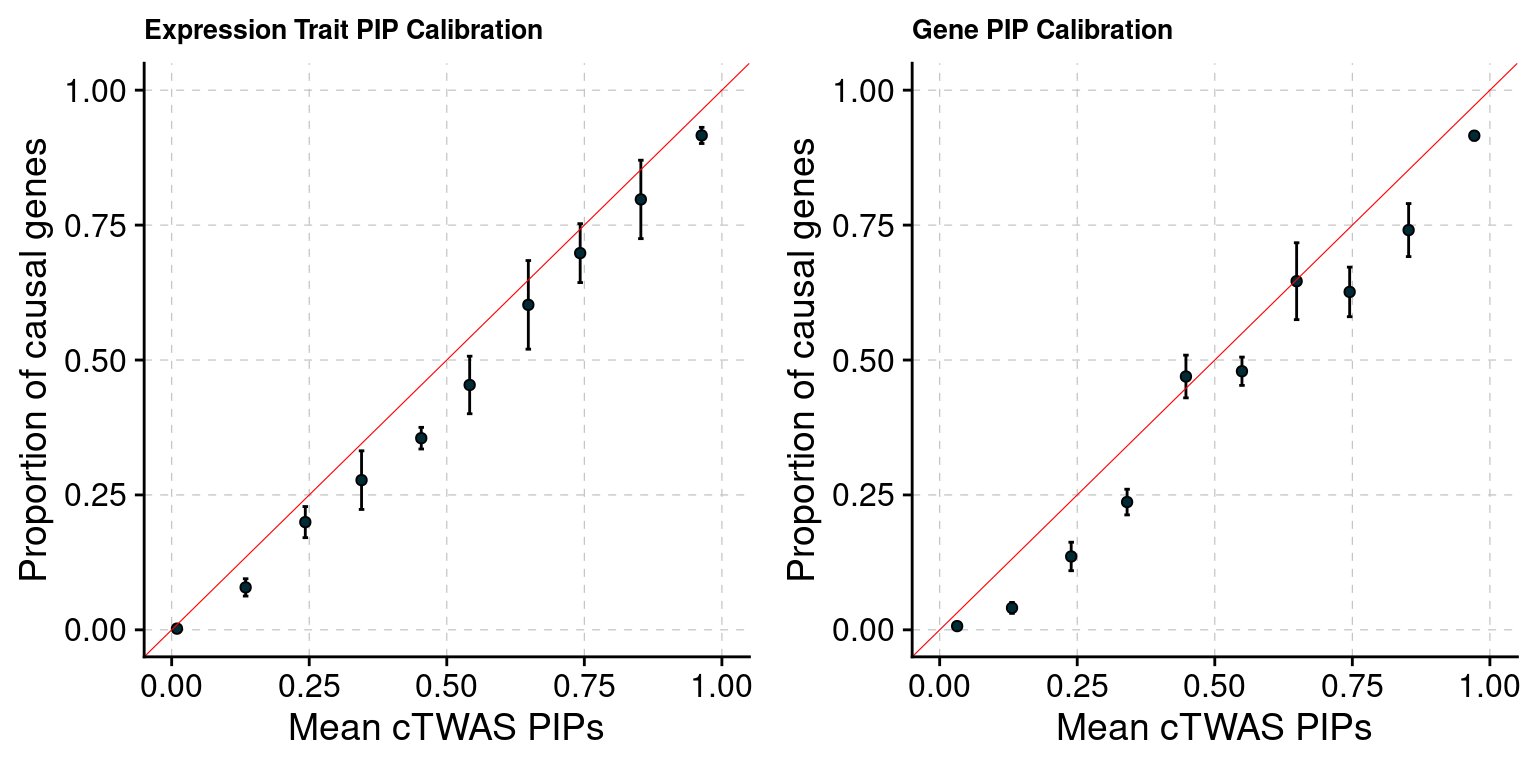 Expression Trait PIP Calibration
Proportion of causal genes
1.00
0.75
0.50
0.25
0.00
0.00 0.25 0.50 0.75 1.00
Mean cTWAS PIPs
Gene PIP Calibration
Proportion of causal genes
1.00
0.75
0.50
0.25
0.00
0.00 0.25 0.50 0.75 1.00
Mean cTWAS PIPs